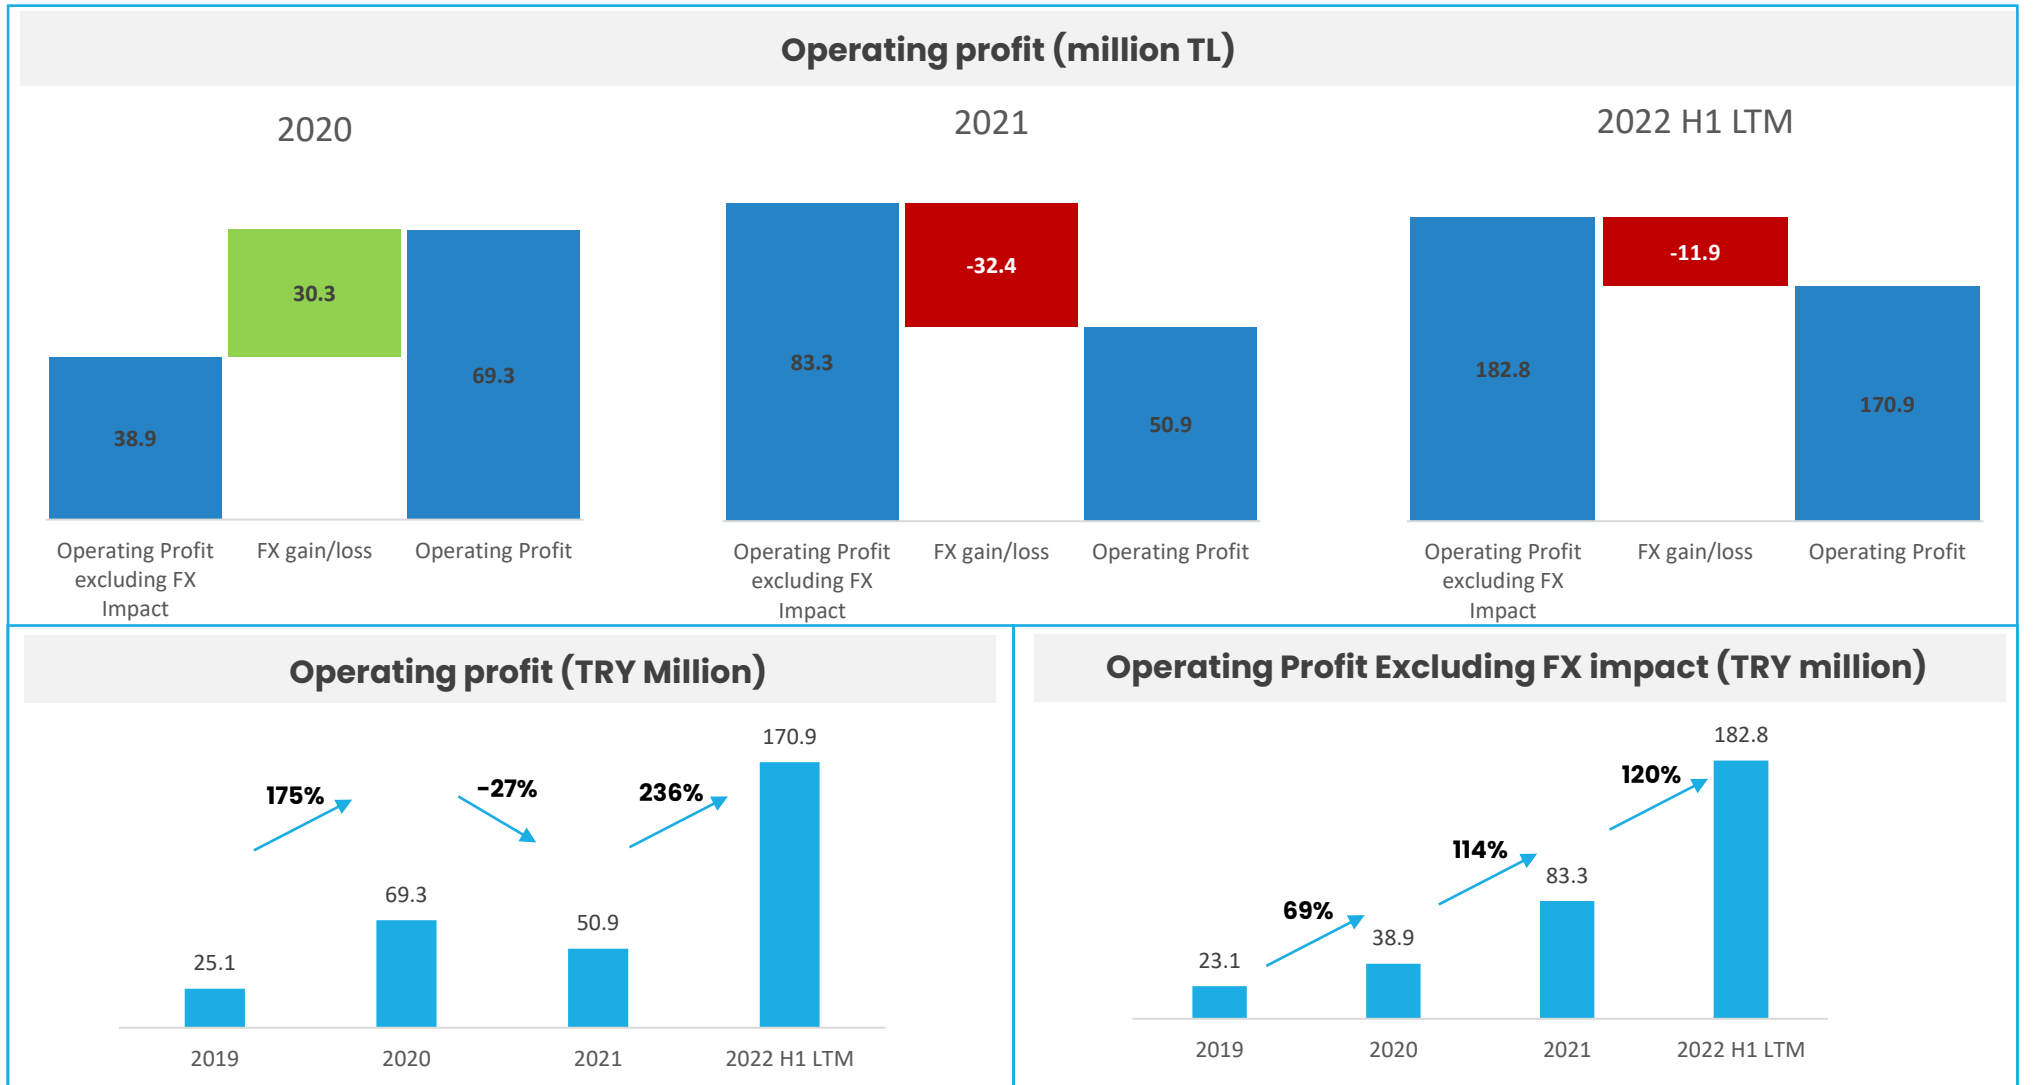 Operating profit (million TL)
2020
30.3
69.3
38.9
Operating Profit
excluding FX
Impact
FX gain/loss
Operating Profit
2021
-32.4
83.3
50.9
Operating Profit
excluding FX
Impact
FX gain/loss
Operating Profit
2022 H1 LTM
-11.9
182.8
170.9
Operating Profit
excluding FX
Impact
FX gain/loss
Operating Profit
Operating profit (TRY Million)
170.9
175%
-27%
236%
69.3
50.9
25.1
2019
2020
2021
2022 H1 LTM
Operating Profit Excluding FX impact (TRY million)
182.8
120%
114%
83.3
69%
38.9
23.1
2019
2020
2021
2022 H1 LTM